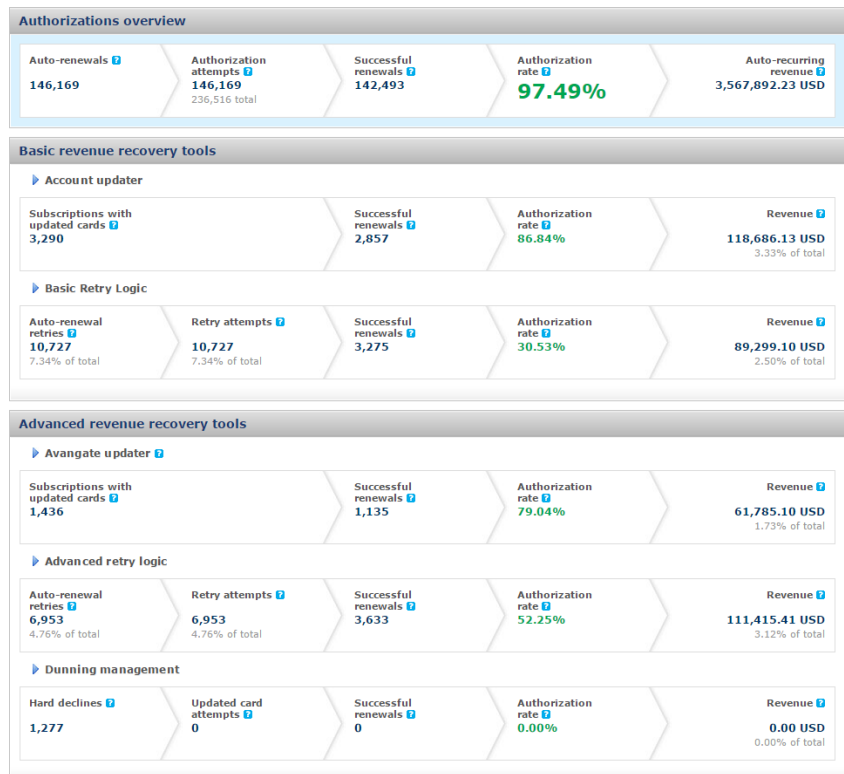 Authorizations overview
Auto-renewals ?
146,169
Authorization
attempts ?
146,169
236,516 total
Successful
renewals ?
142,493
Authorization
rate ?
97.49%
Auto-recurring
revenue ?
3,567,892.23 USD
Basic revenue recovery tools
Account updater
Subscriptions with
updated cards ?
3,290
Successful
renewals ?
2,857
Authorization
rate ?
86.84%
Revenue ?
118,686.13 USD
3.33% of total
Basic Retry Logic
Auto-renewal
retries ?
10,727
7.34% of total
Retry attempts ?
10,727
7.34% of total
Successful
renewals ?
3,275
Authorization
rate ?
30.53%
Revenue ?
89,299.10 USD
2.50% of total
Advanced revenue recovery tools
Avangate updater ?
Subscriptions with
updated cards ?
1,436
Successful
renewals ?
1,135
Authorization
rate ?
79.04%
Revenue ?
61,785.10 USD
1.73% of total
Advanced retry logic
Auto-renewal
retries ?
6,953
4.76% of total
Retry attempts ?
6,953
4.76% of total
Successful
renewals ?
3,633
Authorization
rate ?
52.25%
Revenue ?
111,415.41 USD
3.12% of total
Dunning management
Hard declines ?
1,277
Updated card
attempts ?
0
Successful
renewals ?
0
Authorization
rate ?
0.00%
Revenue ?
0.00 USD
0.00% of total